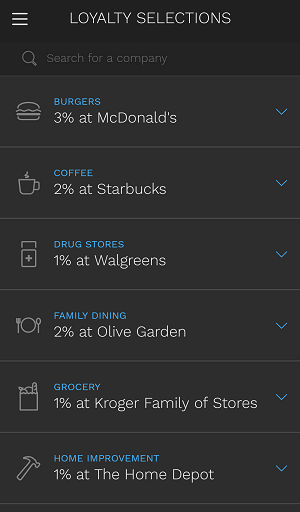 LOYALTY SELECTIONS
Search for a company
BURGERS
3% at McDonald's
COFFEE
2% at Starbucks
DRUG STORES
1% at Walgreens
FAMILY DINING
2% at Olive Garden
GROCERY
1% at Kroger Family of Stores
HOME IMPROVEMENT
1% at The Home Depot